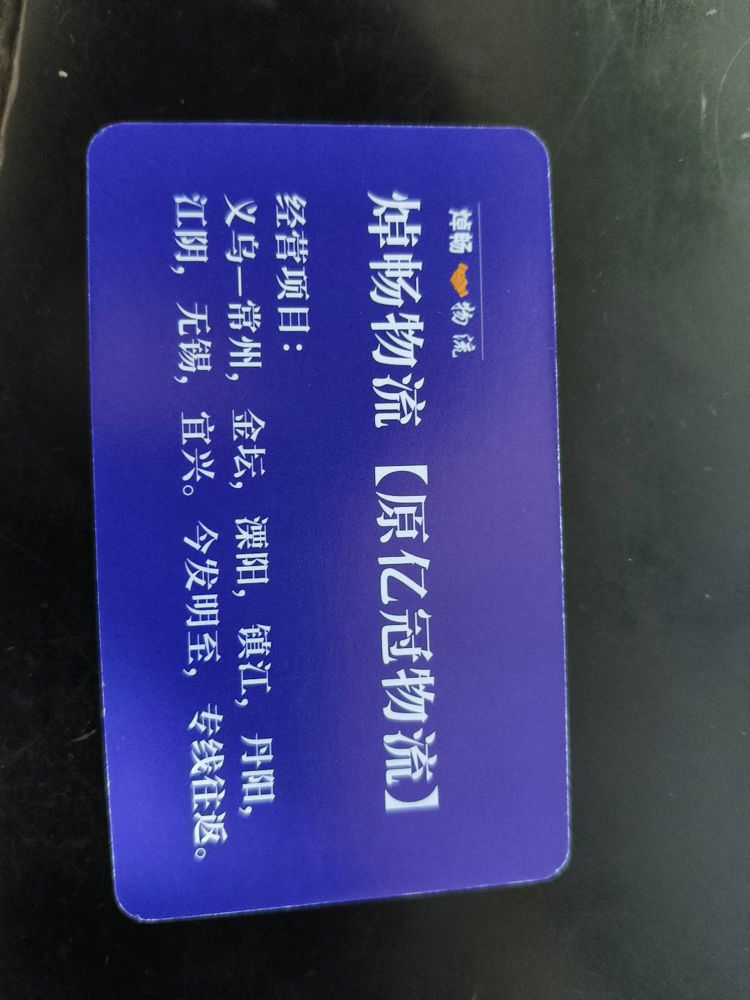 焯畅物流
焯畅物流【原亿冠物流】
经营项目：
义乌—常州，金坛，溧阳，镇江，丹阳，
江阴，无锡，宜兴。今发明至，专线往返。